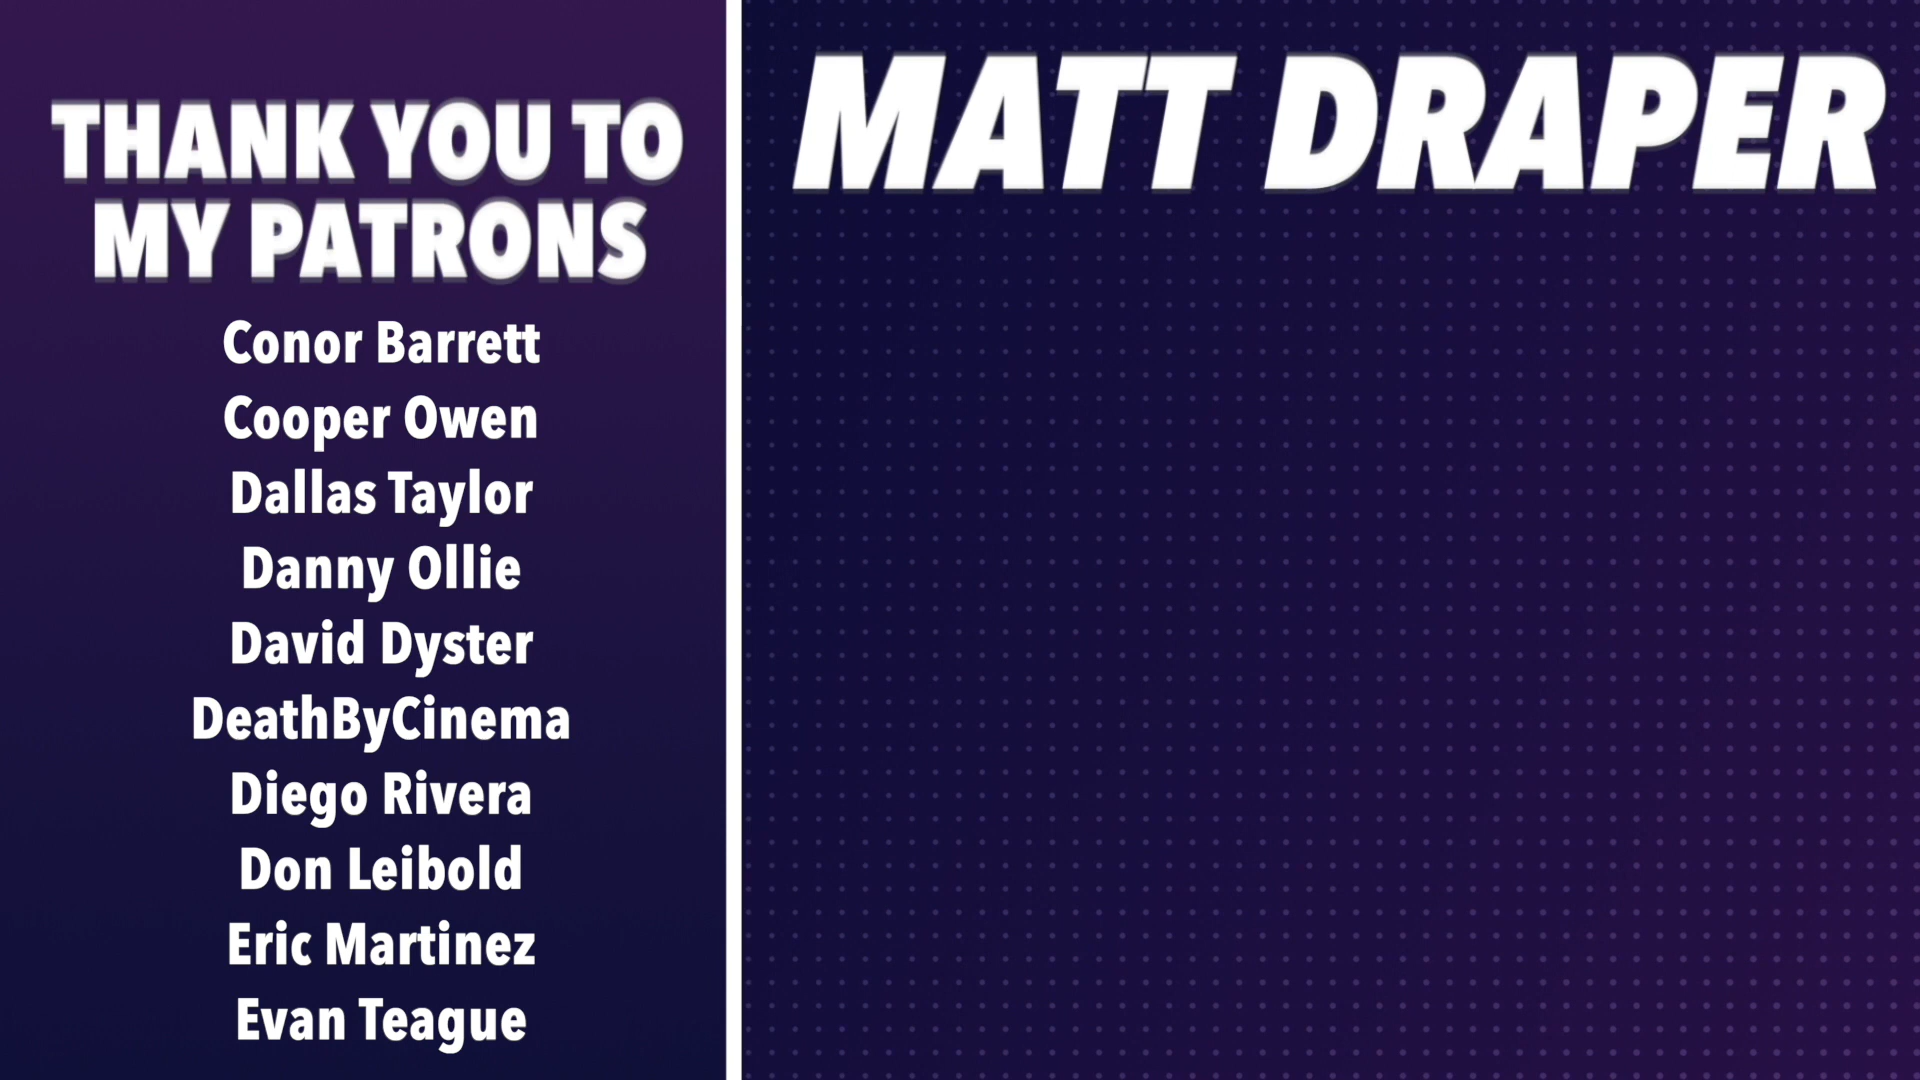 THANK YOU TO
MY PATRONS
Conor Barrett
Cooper Owen
Dallas Taylor
Danny Ollie
David Dyster
DeathByCinema
Diego Rivera
Don Leibold
Eric Martinez
Evan Teague
MATT DRAPER